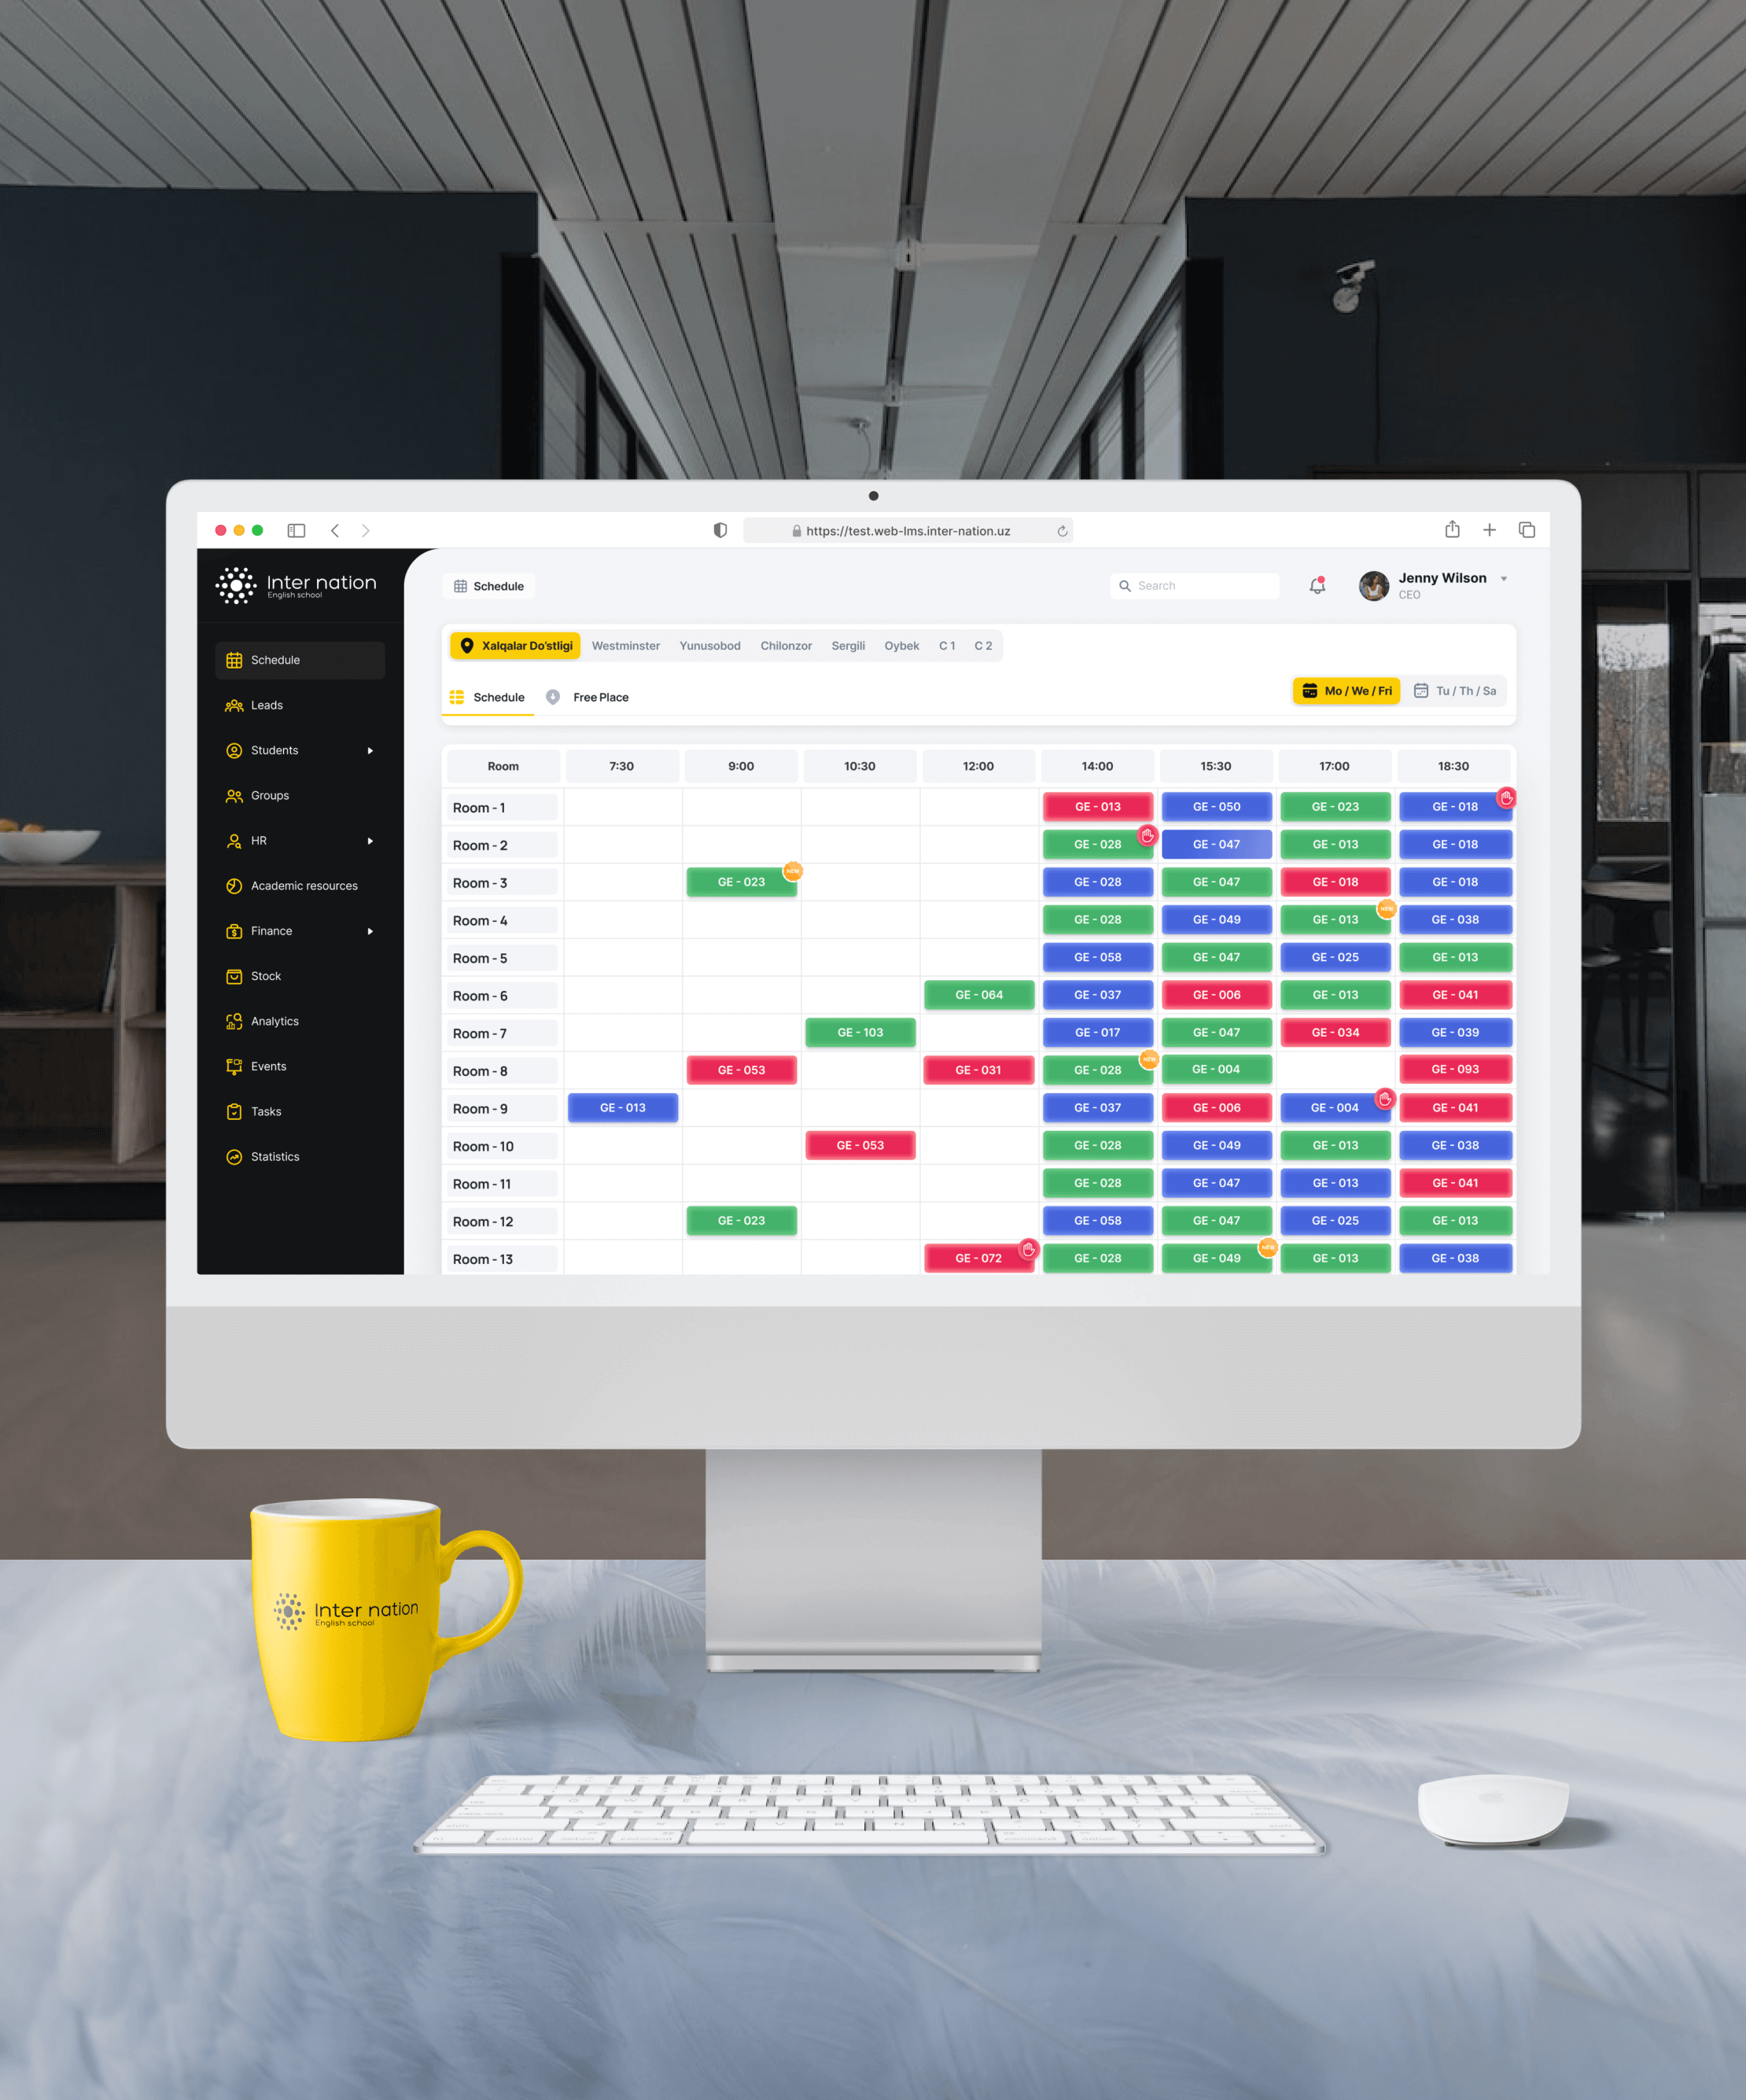 https://test.web-lms.inter-nation.uz
Inter nation
English school
Schedule
Search
Jenny Wilson
CEO
Schedule
Leads
Students
Groups
HR
Academic resources
Finance
Stock
Analytics
Events
Tasks
Statistics
Xalqalar Do'stligi Westminster Yunusobod Chilonzor Sergili Oybek C 1 C 2
Schedule Free Place Mo / We / Fri Tu / Th / Sa
Room 7:30 9:00 10:30 12:00 14:00 15:30 17:00 18:30
Room - 1 GE - 013 GE - 050 GE - 023 GE - 018
Room - 2 GE - 028 GE - 047 GE - 013 GE - 018
Room - 3 GE - 023 NEW GE - 028 GE - 047 GE - 018 GE - 018
Room - 4 GE - 028 GE - 049 GE - 013 NEW GE - 038
Room - 5 GE - 058 GE - 047 GE - 025 GE - 013
Room - 6 GE - 064 GE - 037 GE - 006 GE - 013 GE - 041
Room - 7 GE - 103 GE - 017 GE - 047 GE - 034 GE - 039
Room - 8 GE - 053 GE - 031 GE - 028 NEW GE - 004 GE - 093
Room - 9 GE - 013 GE - 037 GE - 006 GE - 004 GE - 041
Room - 10 GE - 053 GE - 028 GE - 049 GE - 013 GE - 038
Room - 11 GE - 028 GE - 047 GE - 013 GE - 041
Room - 12 GE - 023 GE - 058 GE - 047 GE - 025 GE - 013
Room - 13 GE - 072 GE - 028 GE - 049 NEW GE - 013 GE - 038
Inter nation
English school